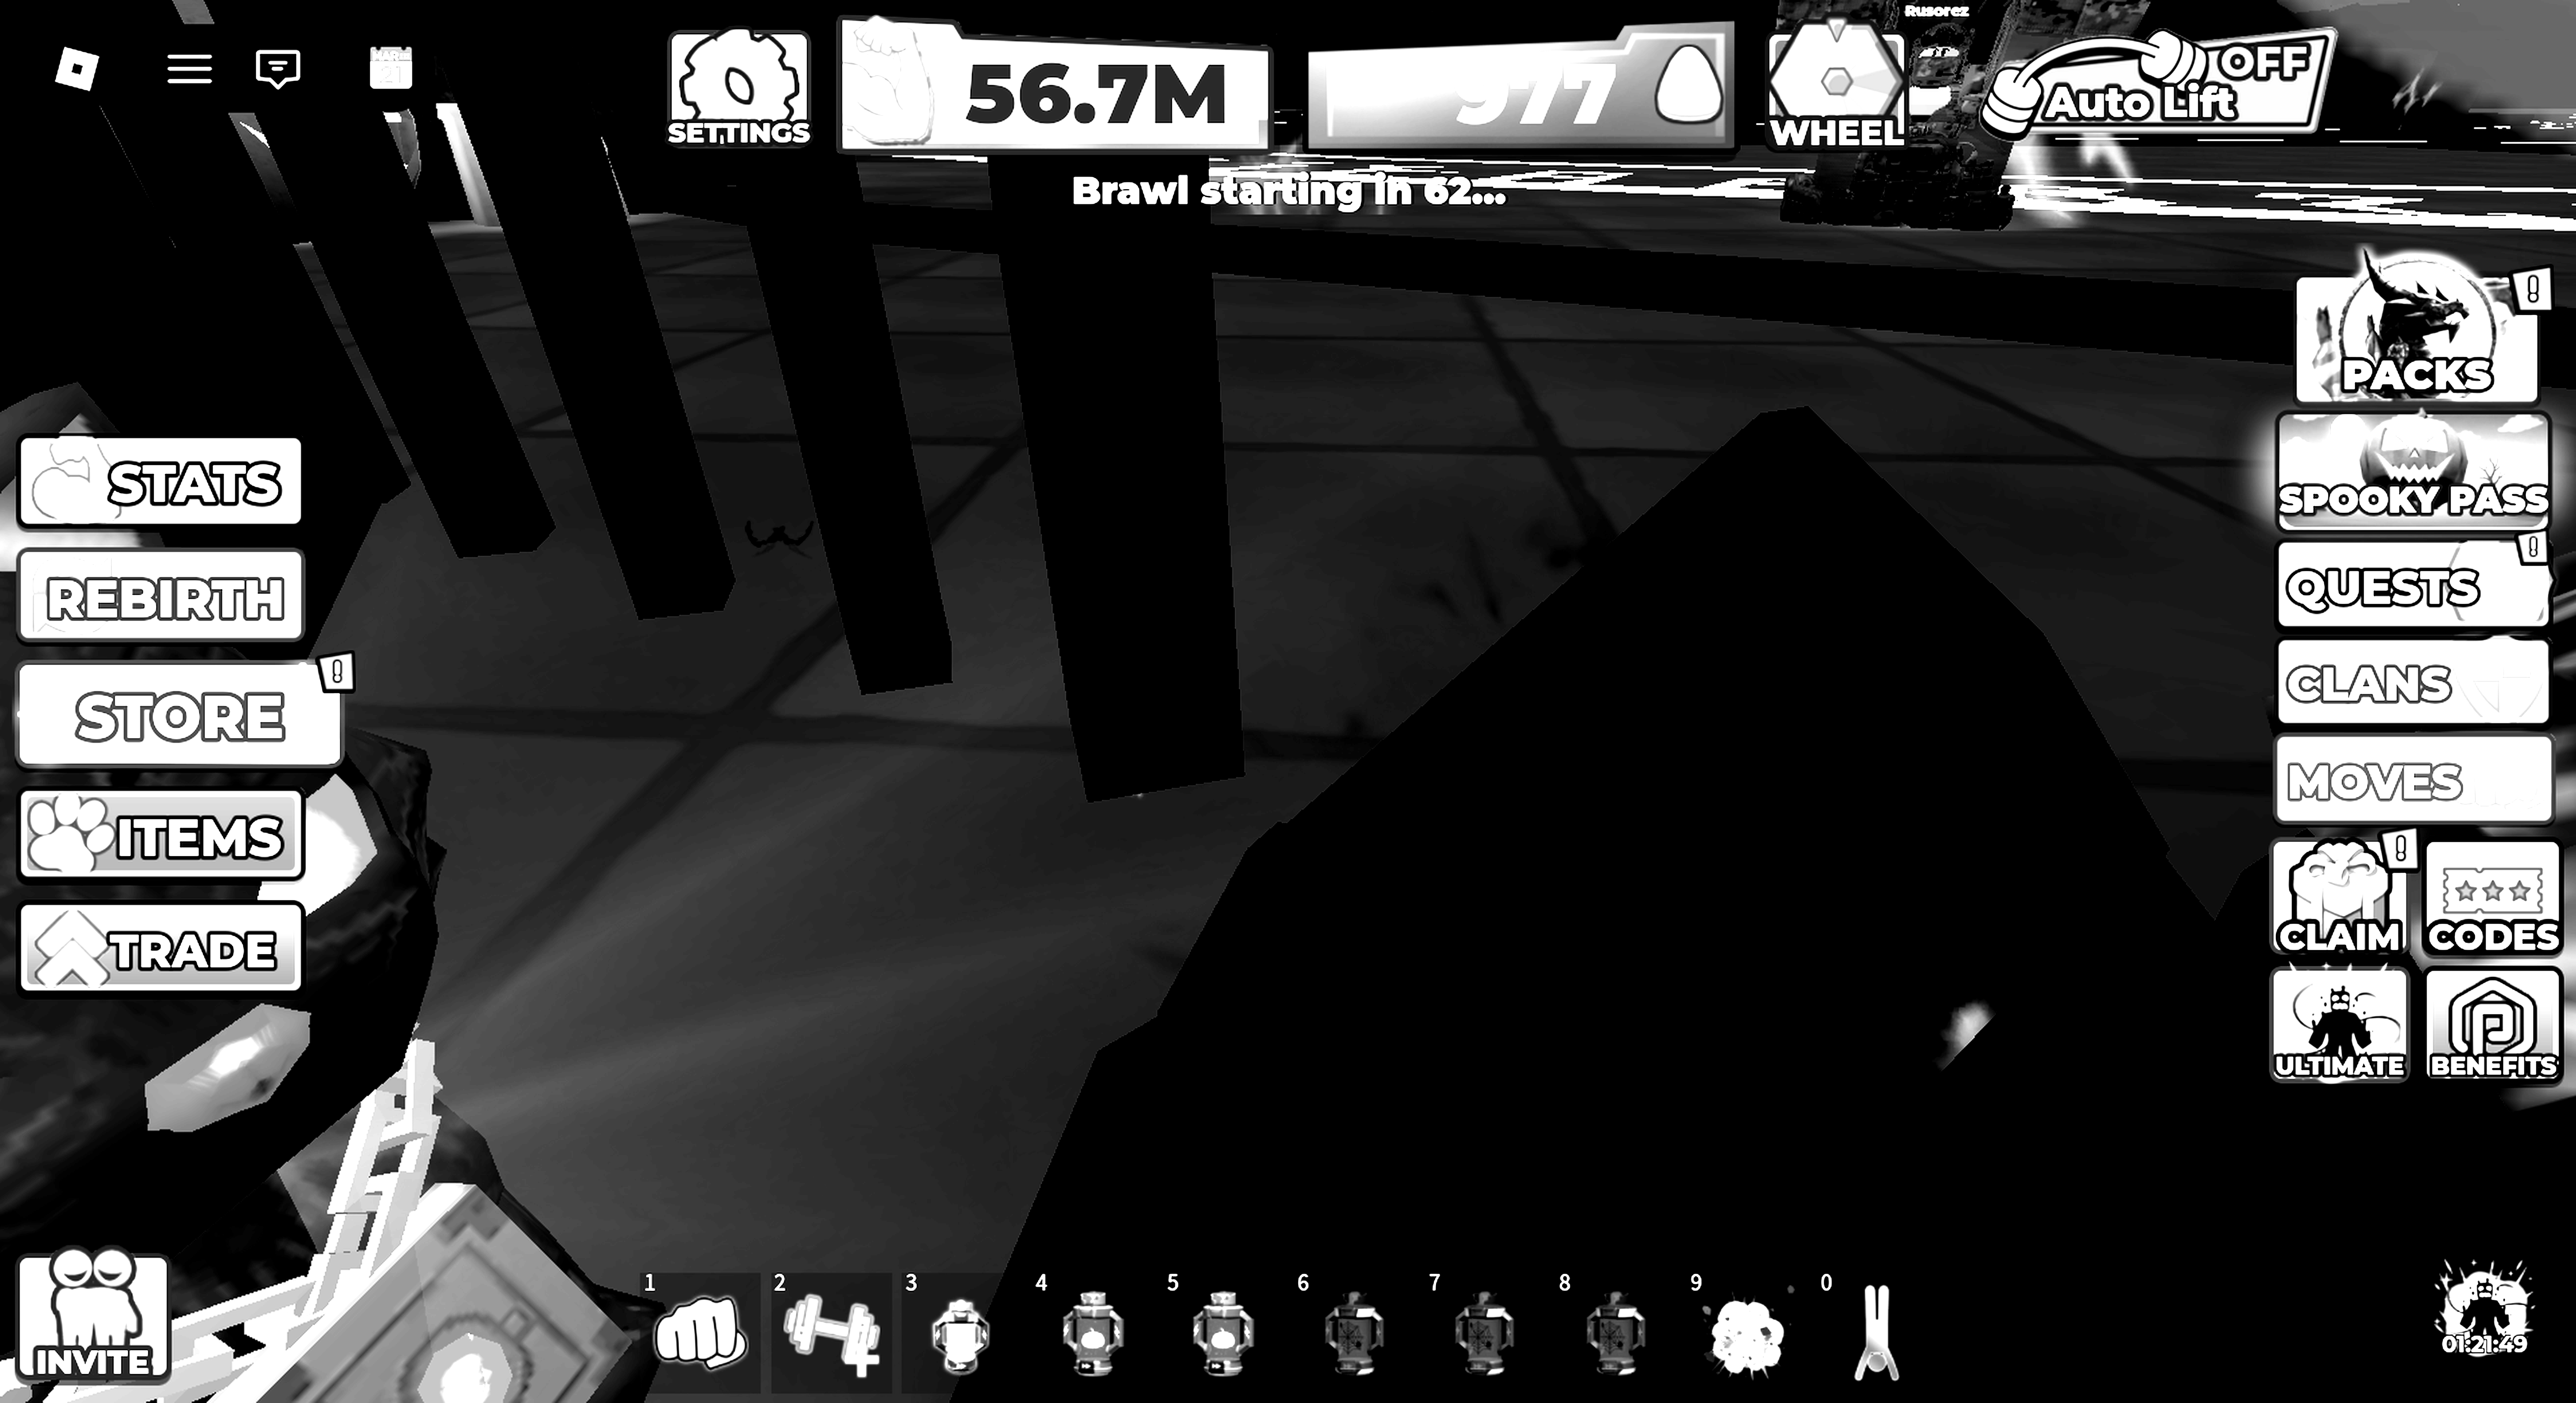 Rusorez
SETTINGS
56.7M
977
WHEEL
OFF
Auto Lift
Brawl starting in 62...
PACKS
SPOOKY PASS
STATS
QUESTS
REBIRTH
CLANS
STORE
MOVES
ITEMS
CLAIM
CODES
TRADE
ULTIMATE
BENEFITS
INVITE
1
2
3
4
5
6
7
8
9
0
01:21:49